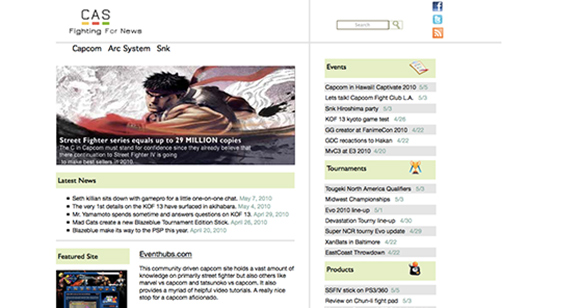 CAS
Fighting For News
Search
Capcom Arc System Snk
Street Fighter series equals up to 29 MILLION copies
The C in Capcom must stand for confidence since they already believe that
there continuation to Street Fighter IV is going
to make best sellers in 2010...
Latest News
Seth killian sits down with gamepro for a little one-on-one chat. May 7, 2010
The very 1st details on the KOF 13 have surfaced in akihabara. May 4, 2010
Mr. Yamamoto spends sometime and answers questions on KOF 13. Apri 29, 2010
Mad Cats create a new Blazeblue Tournament Edition Stick. April 26, 2010
Blazeblue make its way to the PSP this year. April 20, 2010
Featured Site
Eventhubs.com
This community driven capcom site holds a vast amount of
knowledge on primarily street fighter but also others like
marvel vs capcom and tatsunoko vs capcom. It also
provides a myriad of helpful video tutorials. A really nice
stop for a capcom aficionado.
Events
Capcom in Hawaii! Captivate 2010 5/5
Lets talk! Capcom Fight Club L.A. 5/3
Snk Hiroshima party 5/3
KOF 13 kyoto game test 4/26
GG creator at FanimeCon 2010 4/22
GDC recations to Hakan 4/22
MvC3 at E3 2010 4/20
Tournaments
Tougeki North America Qualifiers 5/3
Midwest Championships 5/3
Evo 2010 line-up 5/1
Devastation Tourny line-up 4/30
Super NCR tourny Evo update 4/29
XanBats in Baltimore 4/22
EastCoast Throwdown 4/22
Products
SSFIV stick on PS3/360 5/5
Review on Chun-li fight pad 5/3